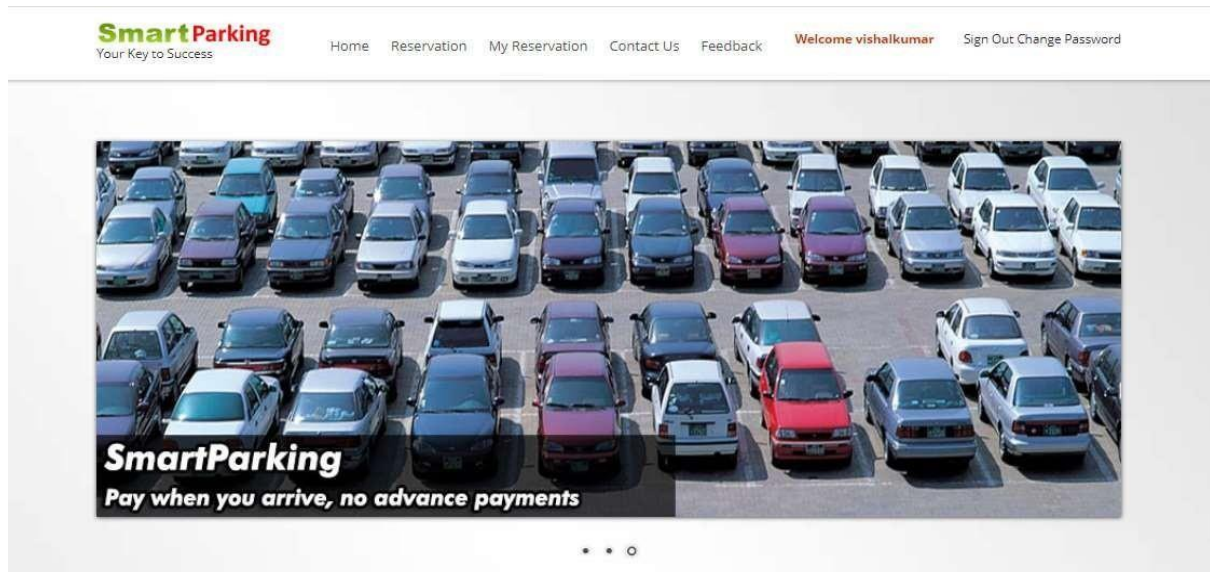 SmartParking
Your Key to Success
Home Reservation My Reservation Contact Us Feedback Welcome vishalkumar Sign Out Change Password
SmartParking
Pay when you arrive, no advance payments